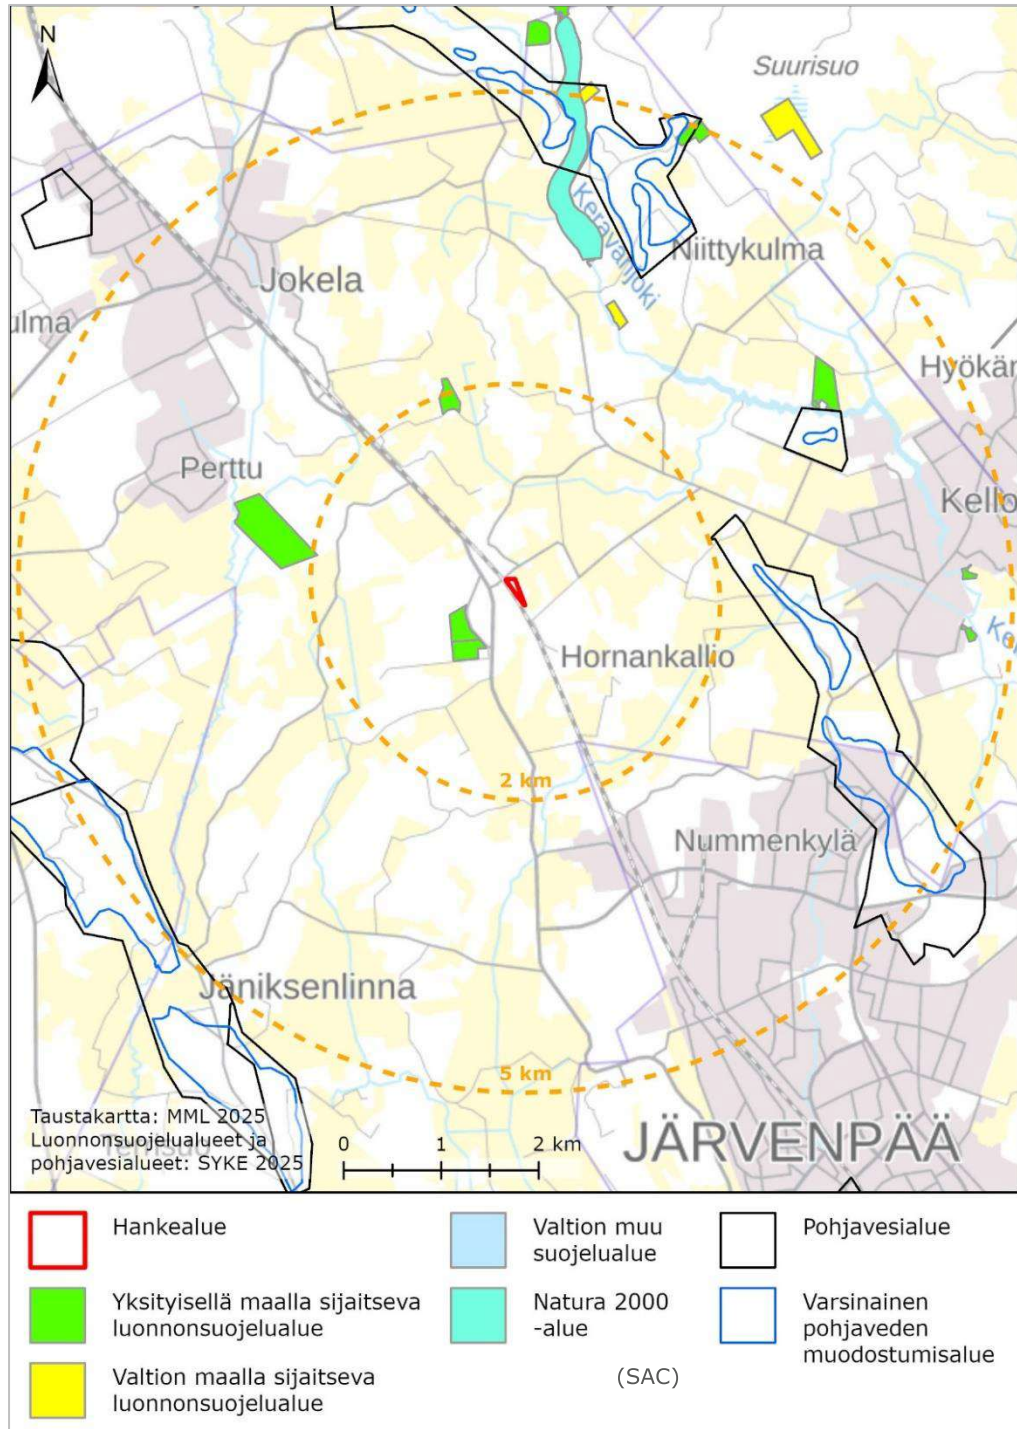 N
Suurisuo
Keravanjoki
Niittykulma
Jokela
ulma
Hyökän
Perttu
Kello
Hornankallio
Ke
2 km
Nummenkylä
Jäniksenlinna
5 km
Taustakartta: MML 2025
Luonnonsuojelualueet ja
pohjavesialueet: SYKE 2025
0 1 2 km
JÄRVENPÄÄ
Hankealue
Yksityisellä maalla sijaitseva
luonnonsuojelualue
Valtion maalla sijaitseva
luonnonsuojelualue
Valtion muu
suojelualue
Natura 2000
-alue
(SAC)
Pohjavesialue
Varsinainen
pohjaveden
muodostumisalue